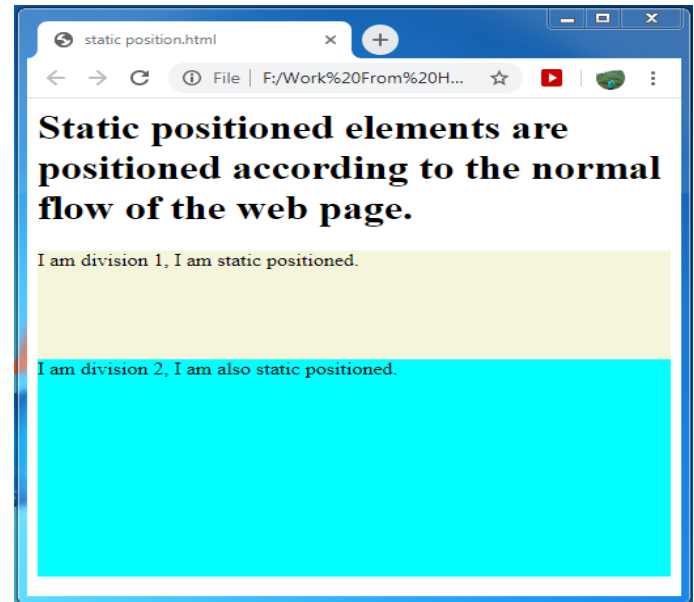 static position.html
File | F:/Work%20From%20H...
Static positioned elements are
positioned according to the normal
flow of the web page.
I am division 1, I am static positioned.
I am division 2, I am also static positioned.